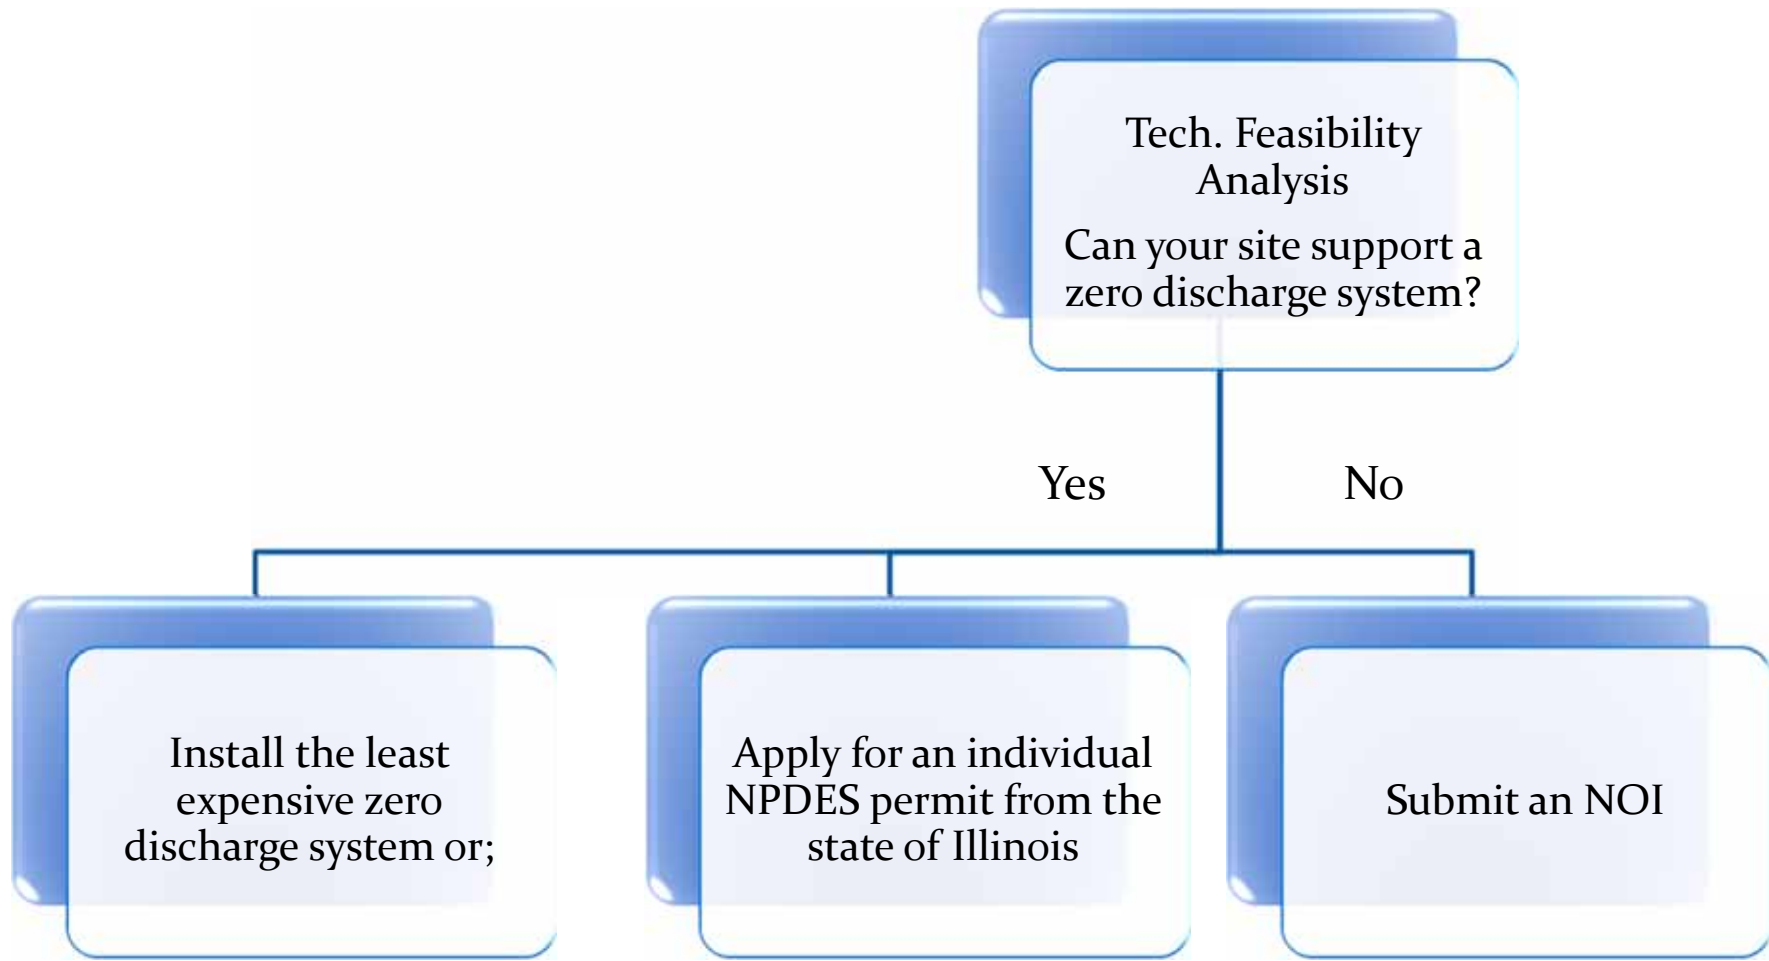 Tech. Feasibility
Analysis
Can your site support a
zero discharge system?
Yes
No
Install the least
expensive zero
discharge system or;
Apply for an individual
NPDES permit from the
state of Illinois
Submit an NOI